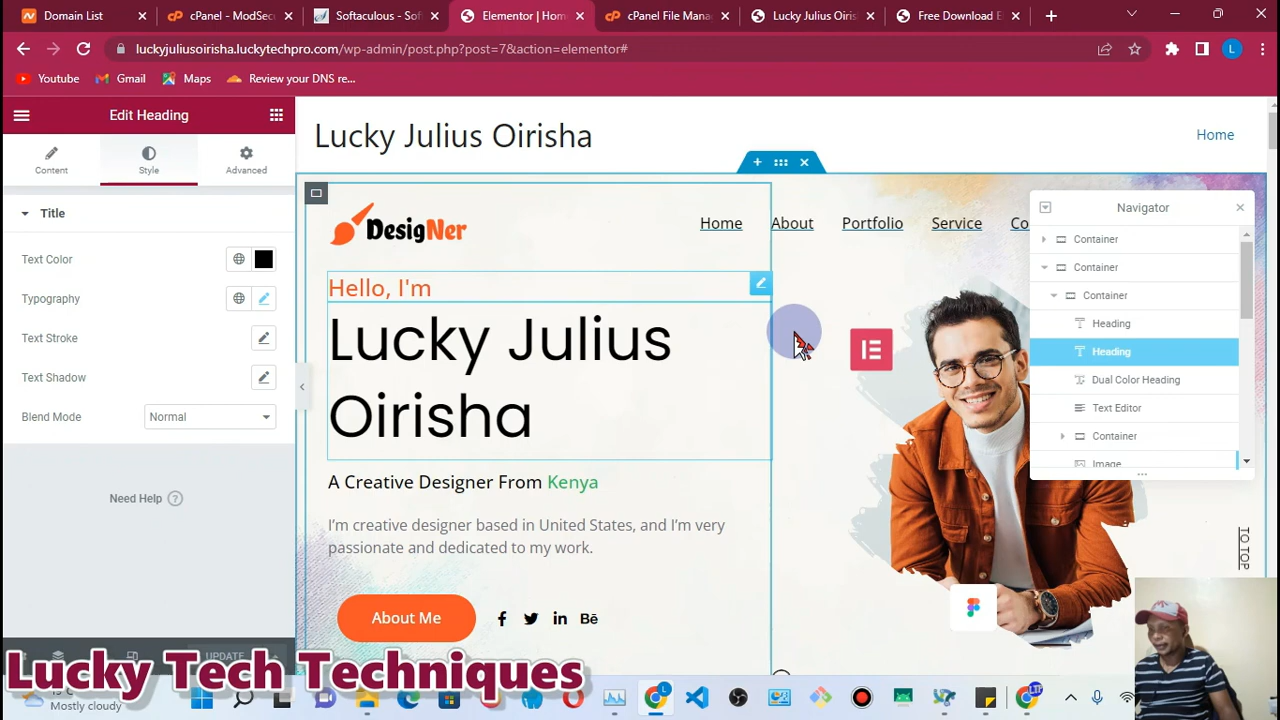 Domain List
cPanel - ModSec
Softaculous - Soft
Elementor | Hom
cPanel File Mana
Lucky Julius Oiris
Free Download E
luckyjuliusoirisha.luckytechpro.com/wp-admin/post.php?post=7&action=elementor#
L
Youtube
Gmail
Maps
Review your DNS re...
Edit Heading
Content
Style
Advanced
Title
Text Color
Typography
Text Stroke
Text Shadow
Blend Mode
Normal
Need Help
UPDATE
Lucky Julius Oirisha
Home
DesigNer
Home
About
Portfolio
Service
Co
Hello, I'm
Lucky Julius
Oirisha
A Creative Designer From Kenya
I'm creative designer based in United States, and I'm very
passionate and dedicated to my work.
About Me
TO TOP
Navigator
Container
Container
Container
Heading
Heading
Dual Color Heading
Text Editor
Container
Image
Lucky Tech Techniques
Mostly cloudy